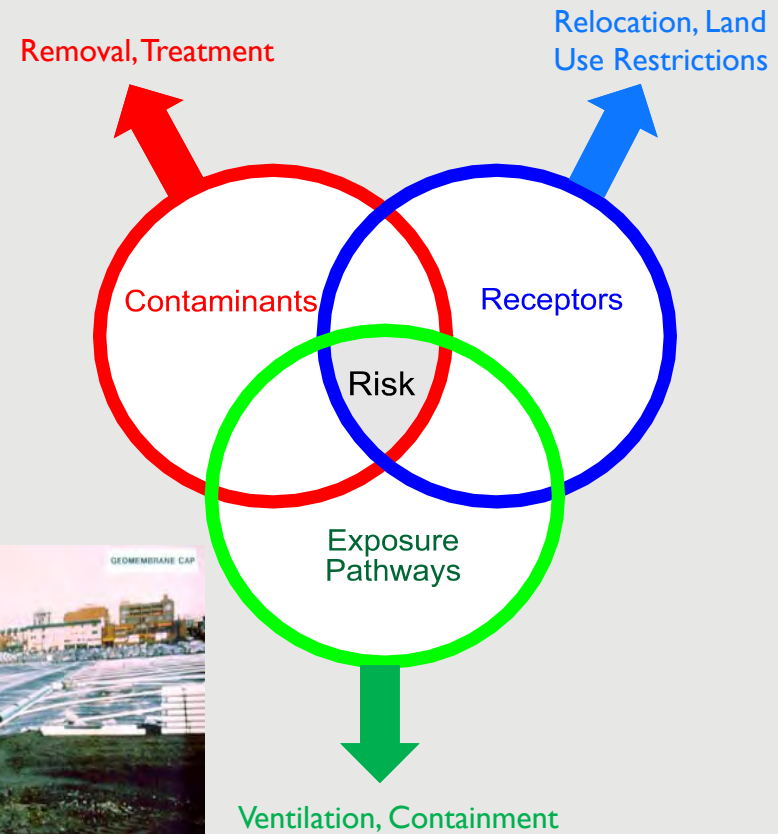 Relocation, Land
Use Restrictions
Removal, Treatment
Contaminants
Receptors
Risk
Exposure
Pathways
GEOMEMBRANE CAP
Ventilation, Containment